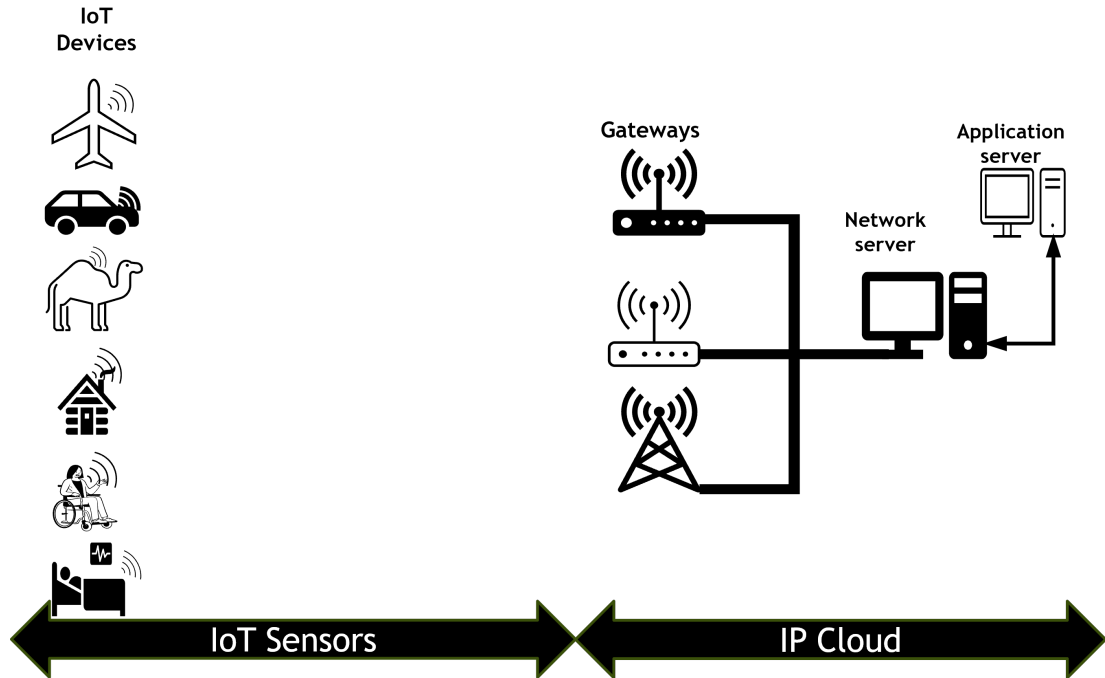 IoT
Devices
Gateways
Application
server
Network
server
IoT Sensors
IP Cloud